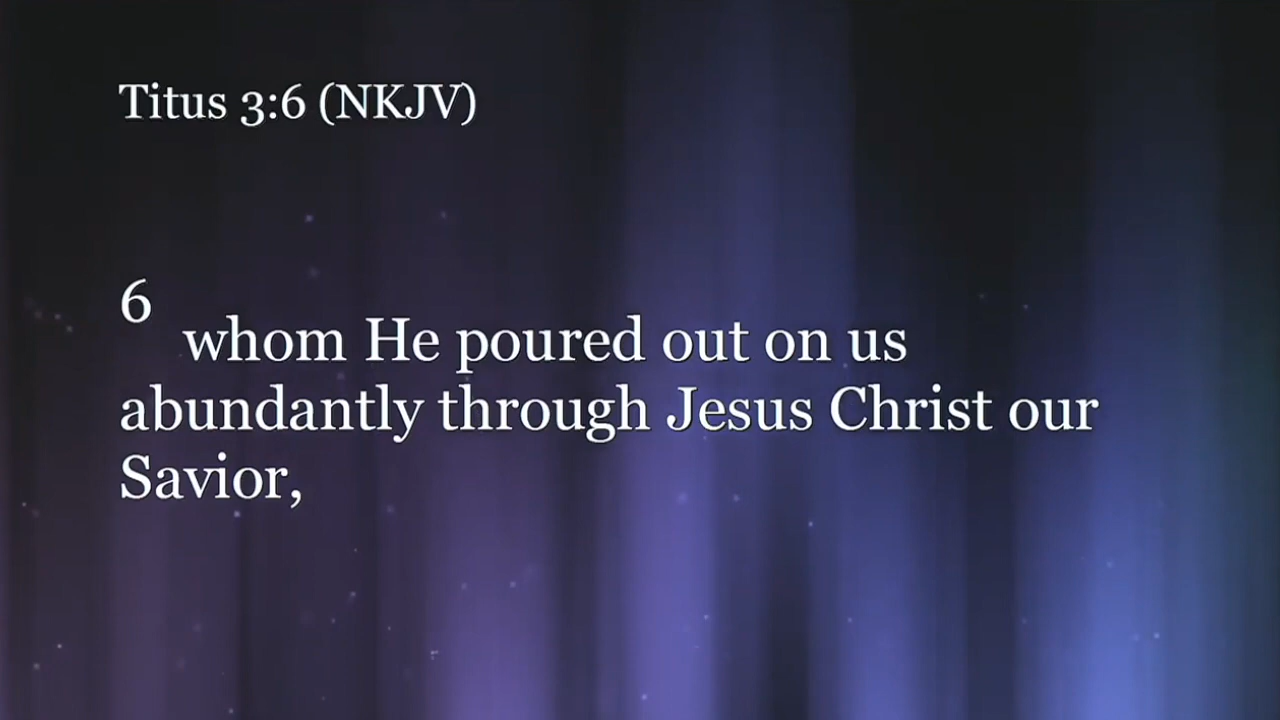 Titus 3:6 (NKJV)
6 whom He poured out on us
abundantly through Jesus Christ our
Savior,